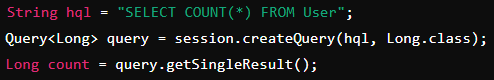 String hql = "SELECT COUNT(*) FROM User";
Query<Long> query = session.createQuery(hql, Long.class);
Long count = query.getSingleResult();